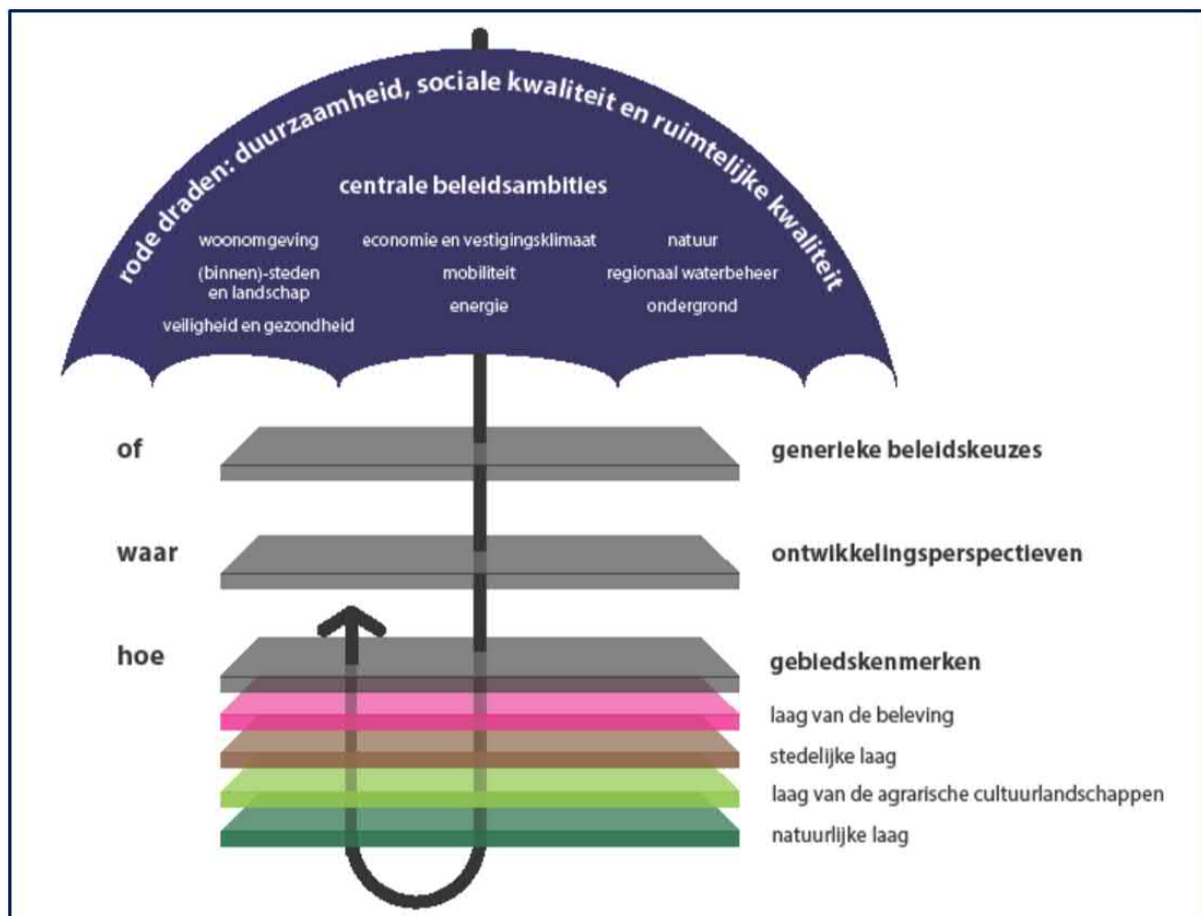 rode draden: duurzaamheid, sociale kwaliteit en ruimtelijke kwaliteit
centrale beleidsambities
woonomgeving
(binnen)-steden
en landschap
veiligheid en gezondheid
economie en vestigingsklimaat
mobiliteit
energie
natuur
regionaal waterbeheer
ondergrond
of
generieke beleidskeuzes
waar
ontwikkelingsperspectieven
hoe
gebiedskenmerken
laag van de beleving
stedelijke laag
laag van de agrarische cultuurlandschappen
natuurlijke laag